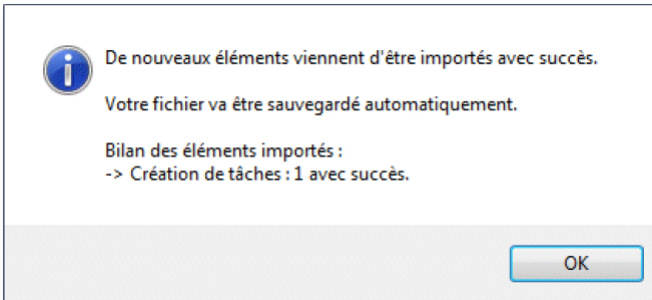 De nouveaux éléments viennent d'être importés avec succès.
Votre fichier va être sauvegardé automatiquement.
Bilan des éléments importés :
-> Création de tâches : 1 avec succès.
OK